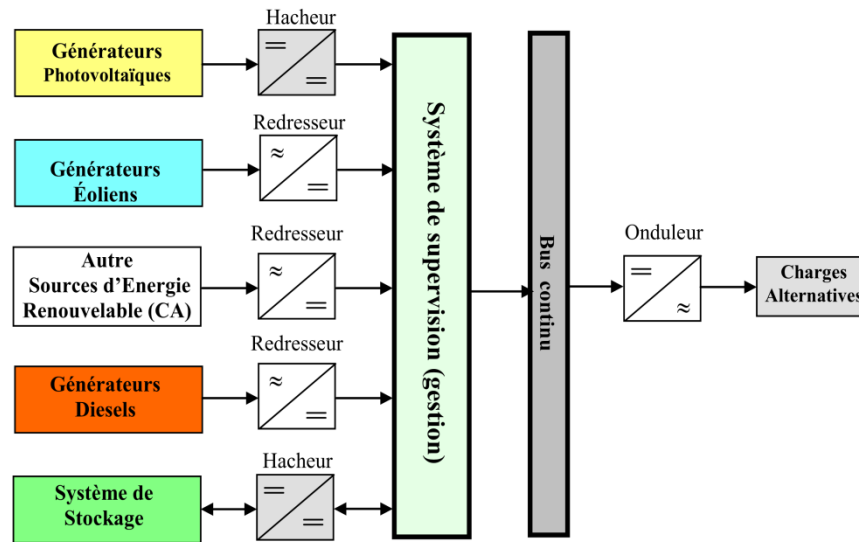 Hacheur
Générateurs
Photovoltaïques
Redresseur
Générateurs
Éoliens
Redresseur
Autre
Sources d’Energie
Renouvelable (CA)
Redresseur
Générateurs
Diesels
Hacheur
Système de
Stockage
Système de supervision (gestion)
Bus continu
Onduleur
Charges
Alternatives